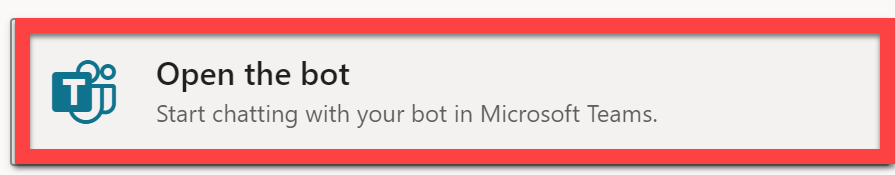 T
Open the bot
Start chatting with your bot in Microsoft Teams.